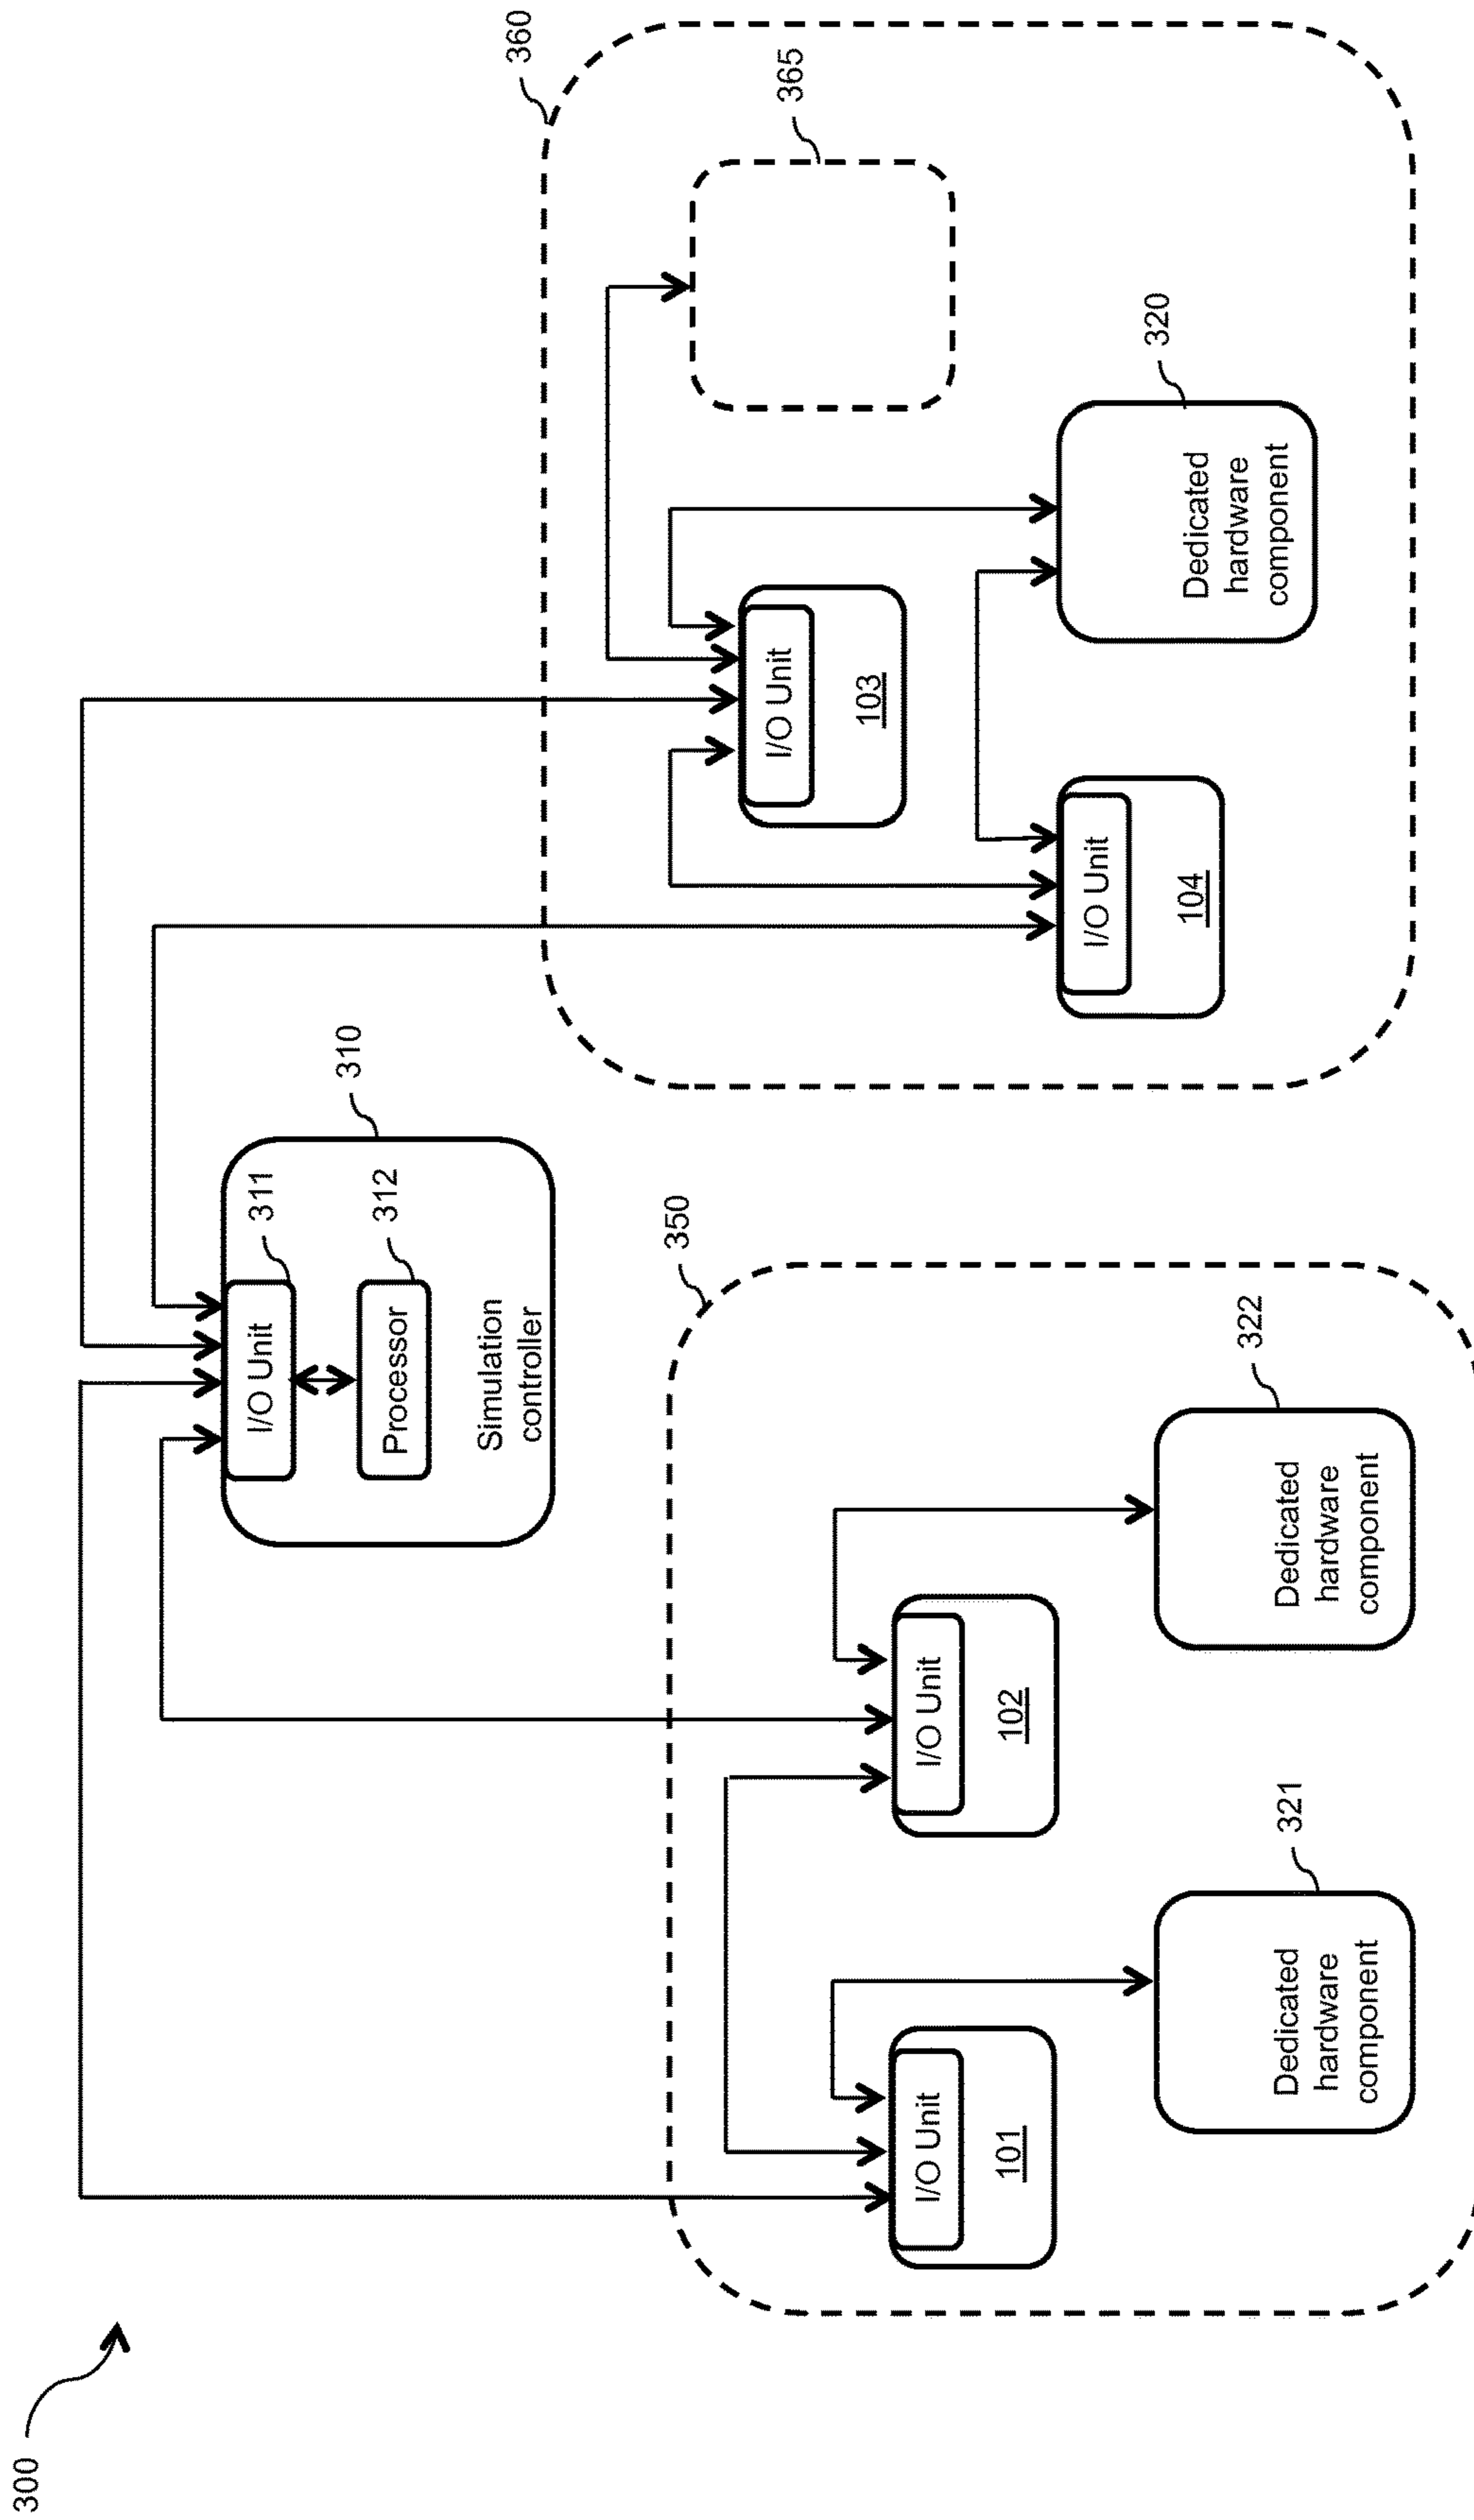 300
310
I/O Unit
311
Processor
312
Simulation
controller
350
I/O Unit
101
I/O Unit
102
Dedicated
hardware
component
321
Dedicated
hardware
component
322
360
365
I/O Unit
103
I/O Unit
104
Dedicated
hardware
component
320